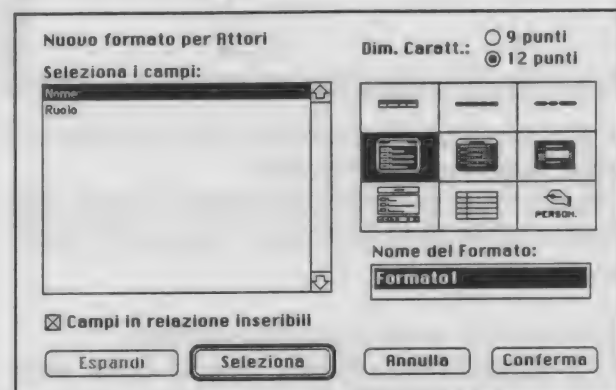 Nuovo formato per Attori
Dim. Caratt.:
9 punti
12 punti
Seleziona i campi:
Nome
Ruolo
PERSON.
Nome del Formato:
Formato1
Campi in relazione inseribili
Espandi
Seleziona
Annulla
Conferma